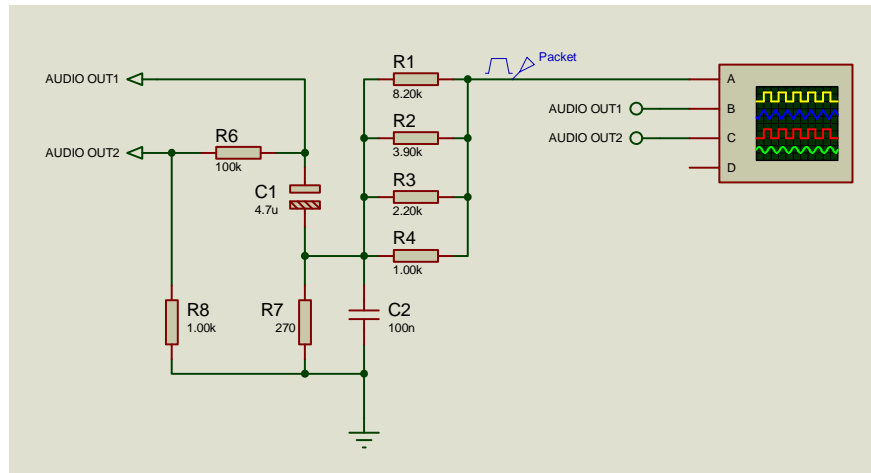 AUDIO OUT1
AUDIO OUT2
R6
100k
C1
4.7u
R8
1.00k
R7
270
C2
100n
R1
8.20k
R2
3.90k
R3
2.20k
R4
1.00k
Packet
AUDIO OUT1
AUDIO OUT2
A
B
C
D